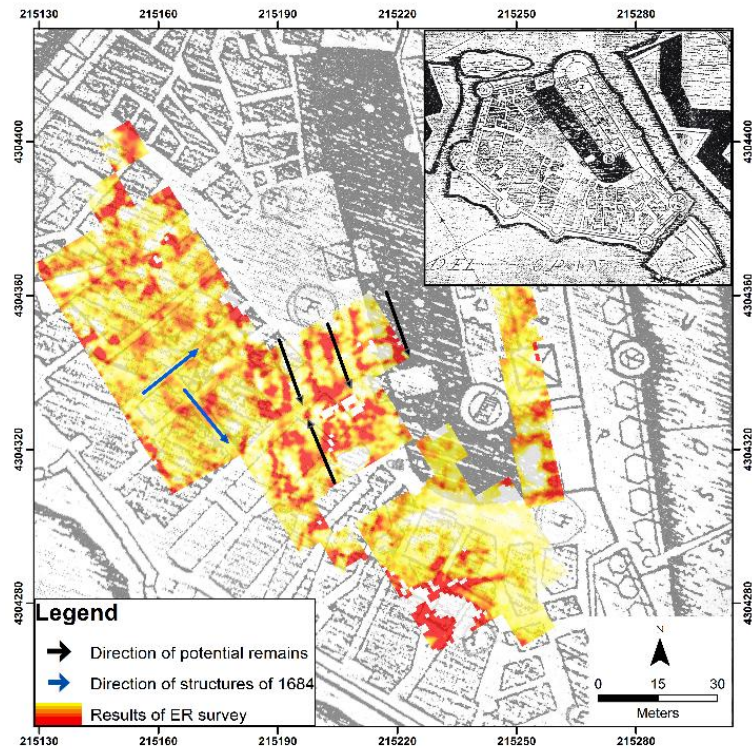 215130 215160 215190 215220 215250 215280
4304400
4304360
4304320
4304280
Legend
Direction of potential remains
Direction of structures of 1684
Results of ER survey
N
0 15 30
Meters
215130 215160 215190 215220 215250 215280
4304400
4304360
4304320
4304280